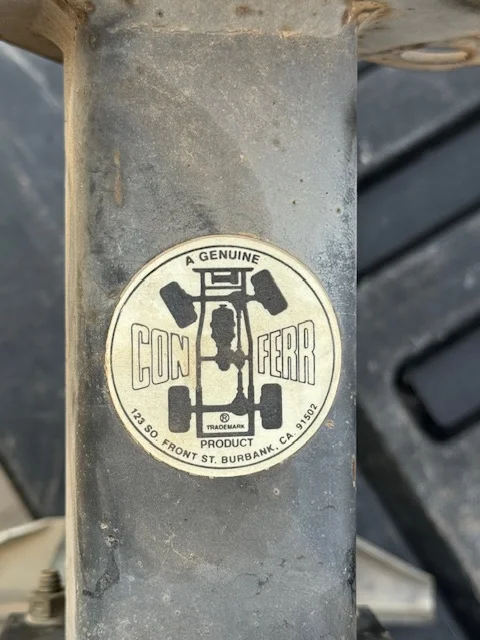 A GENUINE
CON FERR
®
TRADEMARK
PRODUCT
123 SO. FRONT ST. BURBANK, CA. 91502